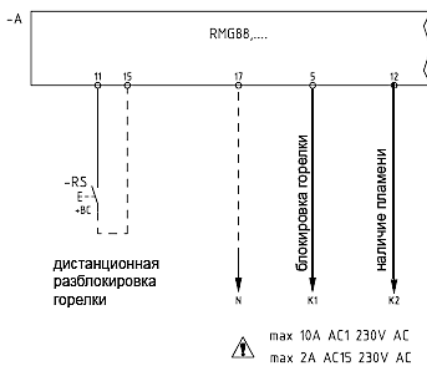 -A
RMG88,....
11 15 17 5 12
-RS
E
+BC
блокировка горелки
наличие пламени
дистанционная
разблокировка
горелки
N K1 K2
max 10A AC1 230V AC
max 2A AC15 230V AC